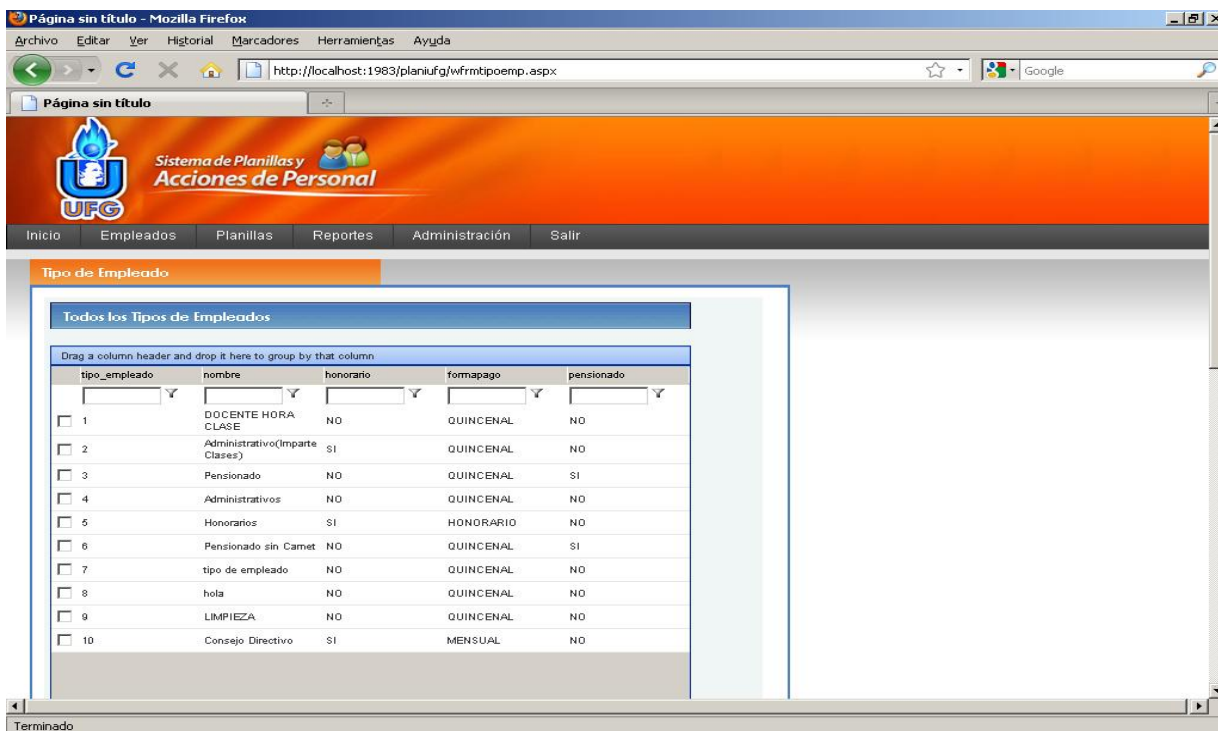 Página sin título - Mozilla Firefox
Archivo Editar Ver Historial Marcadores Herramientas Ayuda
http://localhost:1983/planiufg/wfrmtipoemp.aspx Google
Página sin título
UFG
Sistema de Planillas y
Acciones de Personal
Inicio Empleados Planillas Reportes Administración Salir
Tipo de Empleado
Todos los Tipos de Empleados
Drag a column header and drop it here to group by that column
tipo_empleado nombre honorario formapago pensionado
1 DOCENTE HORA CLASE NO QUINCENAL NO
2 Administrativo(Imparte Clases) SI QUINCENAL NO
3 Pensionado NO QUINCENAL SI
4 Administrativos NO QUINCENAL NO
5 Honorarios SI HONORARIO NO
6 Pensionado sin Carnet NO QUINCENAL SI
7 tipo de empleado NO QUINCENAL NO
8 hola NO QUINCENAL NO
9 LIMPIEZA NO QUINCENAL NO
10 Consejo Directivo SI MENSUAL NO
Terminado